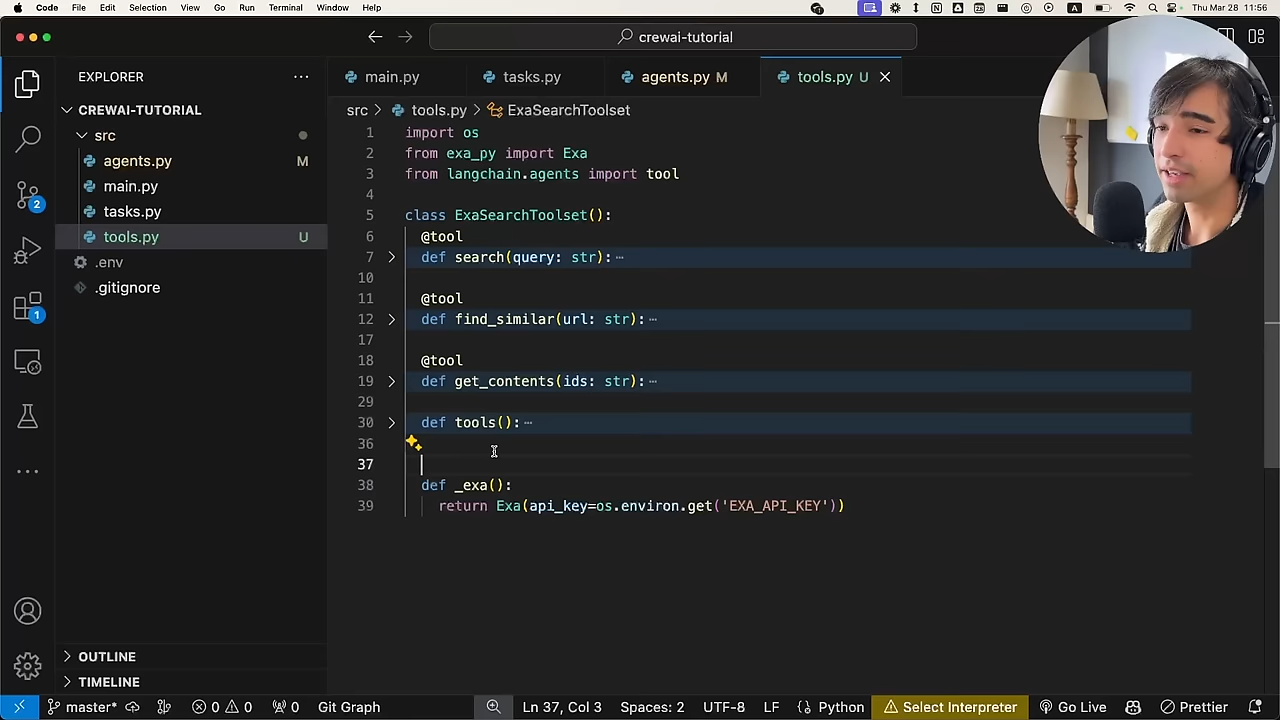 Code File Edit Selection View Go Run Terminal Window Help A Thu Mar 28 11:56
crewai-tutorial
EXPLORER ···
main.py tasks.py agents.py M tools.py U
CREWAI-TUTORIAL
src > tools.py > ExaSearchToolset
src
agents.py M
main.py
tasks.py
tools.py U
.env
.gitignore
1 import os
2 from exa_py import Exa
3 from langchain.agents import tool
4
5 class ExaSearchToolset():
6 @tool
7 def search(query: str):···
10
11 @tool
12 def find_similar(url: str):···
17
18 @tool
19 def get_contents(ids: str):···
29
30 def tools():···
36
37
38 def _exa():
39 return Exa(api_key=os.environ.get('EXA_API_KEY'))
2
1
OUTLINE
TIMELINE
master* 0 0 0 Git Graph Ln 37, Col 3 Spaces: 2 UTF-8 LF {} Python Select Interpreter Go Live Prettier